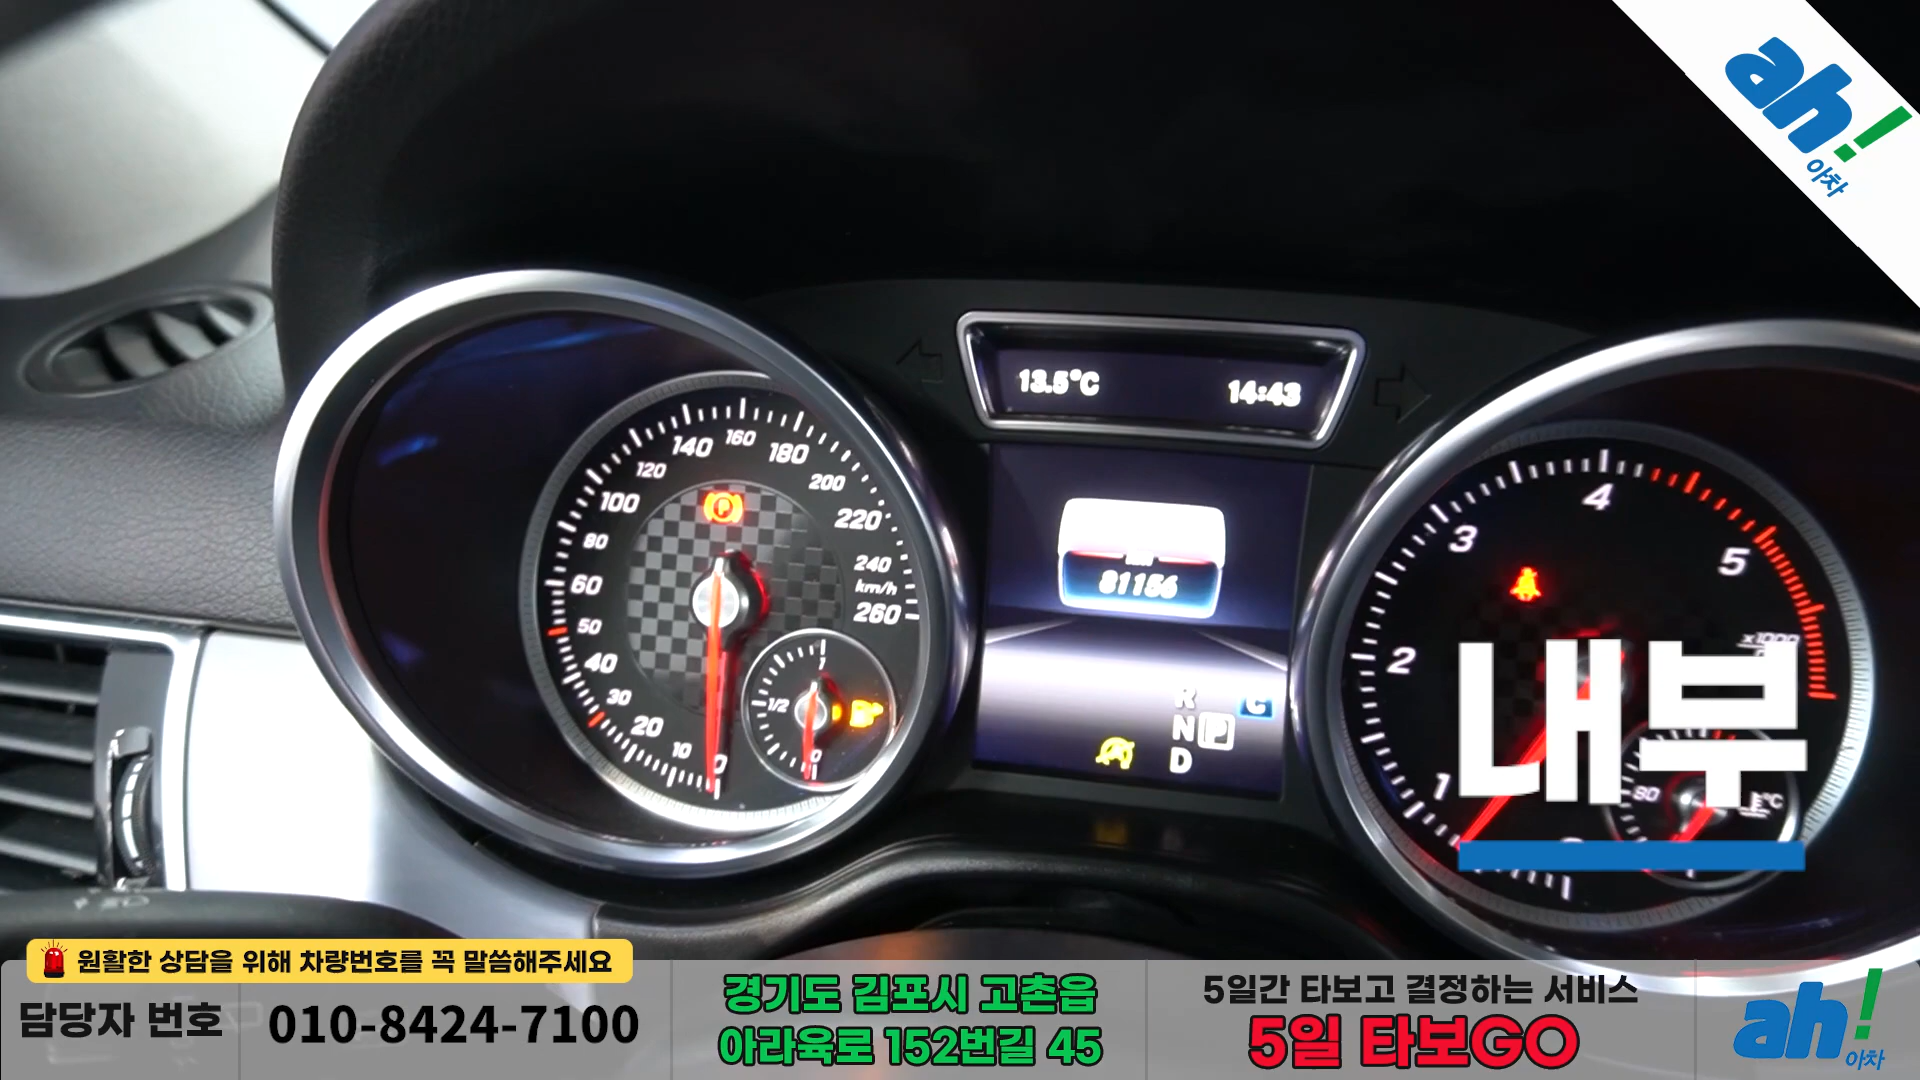 ah!
아차
13.5°C
14:43
140 160 180
120 200
100 220
80 240
km/h
60 260
50
40
30
20
10
0
1
1/2
0
81156
R
N P
D
C
4
3
5
2
x1000
1
80
°C
내부
원활한 상담을 위해 차량번호를 꼭 말씀해주세요
담당자 번호
010-8424-7100
경기도 김포시 고촌읍
아라육로 152번길 45
5일간 타보고 결정하는 서비스
5일 타보GO
ah!
아차